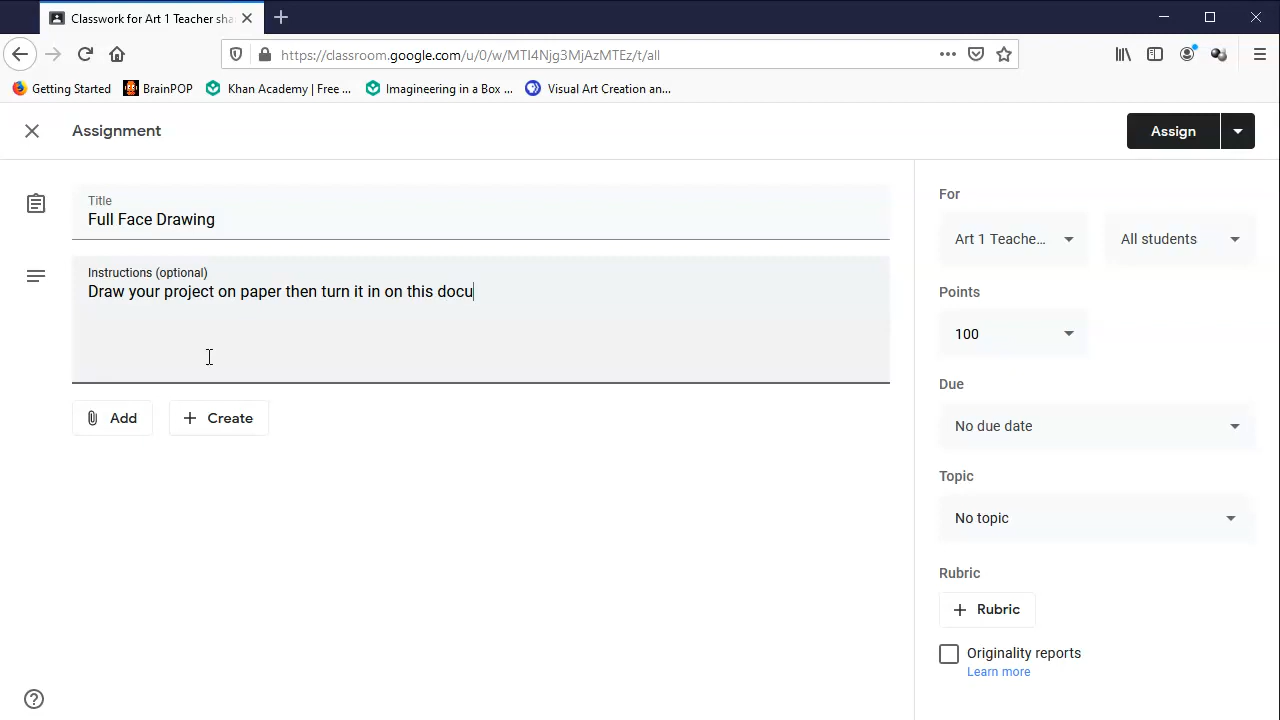 Classwork for Art 1 Teacher sha
https://classroom.google.com/u/0/w/MTI4Njg3MjAzMTEz/t/all
Getting Started BrainPOP Khan Academy | Free ... Imagineering in a Box ... Visual Art Creation an...
Assignment
Assign
Title
Full Face Drawing
Instructions (optional)
Draw your project on paper then turn it in on this docu
Add Create
For
Art 1 Teache... All students
Points
100
Due
No due date
Topic
No topic
Rubric
Rubric
Originality reports
Learn more